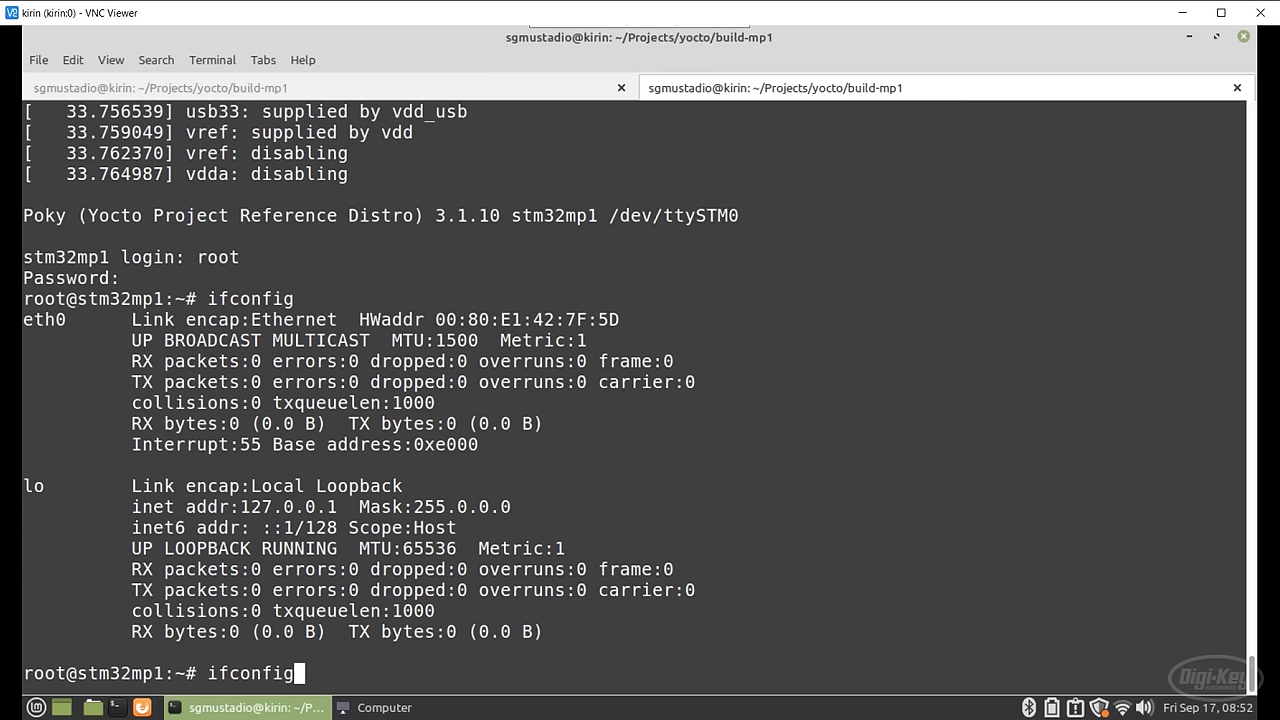 kirin (kirin:0) - VNC Viewer
sgmustadio@kirin: ~/Projects/yocto/build-mp1
File Edit View Search Terminal Tabs Help
sgmustadio@kirin: ~/Projects/yocto/build-mp1 sgmustadio@kirin: ~/Projects/yocto/build-mp1
[   33.756539] usb33: supplied by vdd_usb
[   33.759049] vref: supplied by vdd
[   33.762370] vref: disabling
[   33.764987] vdda: disabling
Poky (Yocto Project Reference Distro) 3.1.10 stm32mp1 /dev/ttySTM0
stm32mp1 login: root
Password:
root@stm32mp1:~# ifconfig
eth0      Link encap:Ethernet  HWaddr 00:80:E1:42:7F:5D
          UP BROADCAST MULTICAST  MTU:1500  Metric:1
          RX packets:0 errors:0 dropped:0 overruns:0 frame:0
          TX packets:0 errors:0 dropped:0 overruns:0 carrier:0
          collisions:0 txqueuelen:1000
          RX bytes:0 (0.0 B)  TX bytes:0 (0.0 B)
          Interrupt:55 Base address:0xe000
lo        Link encap:Local Loopback
          inet addr:127.0.0.1  Mask:255.0.0.0
          inet6 addr: ::1/128 Scope:Host
          UP LOOPBACK RUNNING  MTU:65536  Metric:1
          RX packets:0 errors:0 dropped:0 overruns:0 frame:0
          TX packets:0 errors:0 dropped:0 overruns:0 carrier:0
          collisions:0 txqueuelen:1000
          RX bytes:0 (0.0 B)  TX bytes:0 (0.0 B)
root@stm32mp1:~# ifconfig
Digi-Key
ELECTRONICS
sgmustadio@kirin: ~/P... Computer Fri Sep 17, 08:52